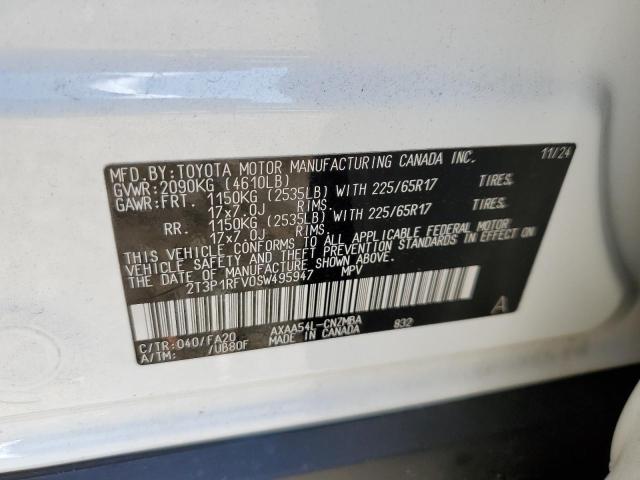 MFD.BY:TOYOTA MOTOR MANUFACTURING CANADA INC. 11/24
GVWR:2090KG (4610LB)
GAWR:FRT. 1150KG (2535LB) WITH 225/65R17 TIRES.
17x7.0J RIMS.
RR. 1150KG (2535LB) WITH 225/65R17 TIRES.
17x7.0J RIMS.
THIS VEHICLE CONFORMS TO ALL APPLICABLE FEDERAL MOTOR
VEHICLE SAFETY AND THEFT PREVENTION STANDARDS IN EFFECT ON
THE DATE OF MANUFACTURE SHOWN ABOVE.
2T3P1RFV0SW495947 MPV
A
C/TR:040/FA20 AXAA54L-CNZMBA 832
A/TM: /UB80F MADE IN CANADA